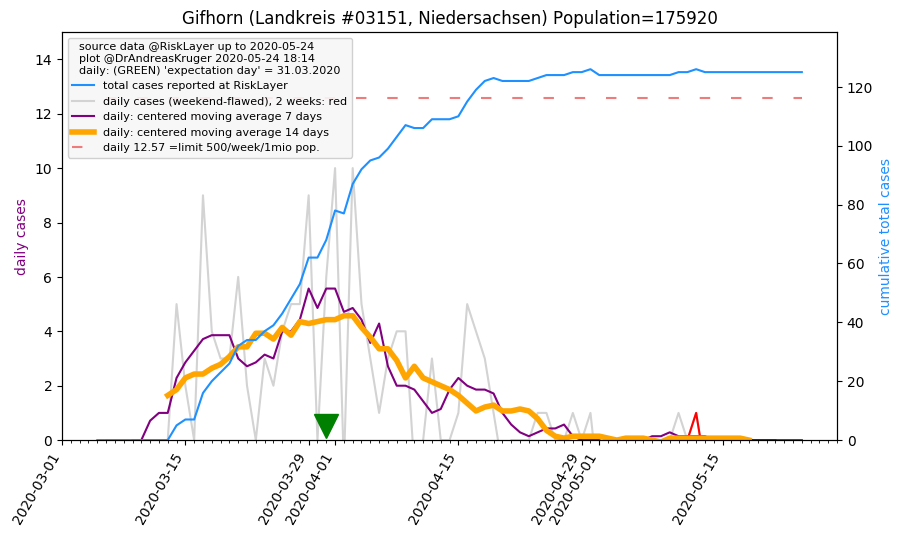 Gifhorn (Landkreis #03151, Niedersachsen) Population=175920
source data @RiskLayer up to 2020-05-24
plot @DrAndreasKruger 2020-05-24 18:14
daily: (GREEN) 'expectation day' = 31.03.2020
total cases reported at RiskLayer
daily cases (weekend-flawed), 2 weeks: red
daily: centered moving average 7 days
daily: centered moving average 14 days
daily 12.57 =limit 500/week/1mio pop.
daily cases
14
12
10
8
6
4
2
0
cumulative total cases
120
100
80
60
40
20
0
2020-03-01
2020-03-15
2020-03-29
2020-04-01
2020-04-15
2020-04-29
2020-05-01
2020-05-15